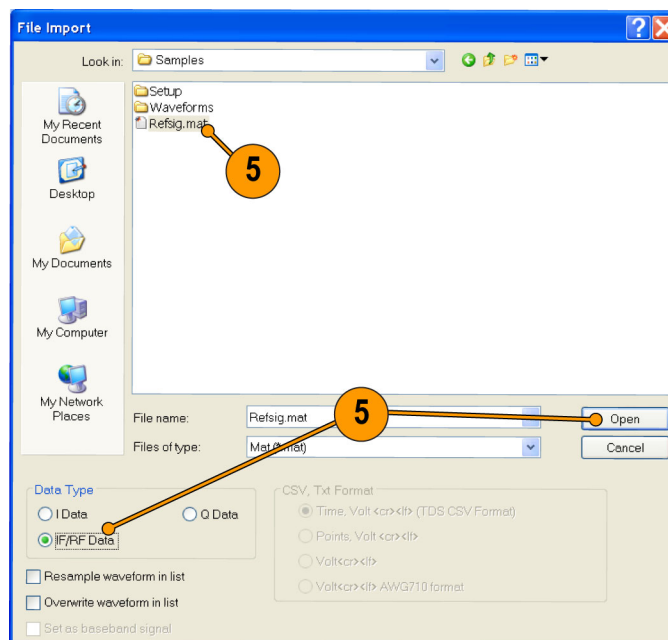 File Import
Look in: Samples
Setup
Waveforms
Refsig.mat
5
My Recent
Documents
Desktop
My Documents
My Computer
My Network
Places
5
File name: Refsig.mat Open
Files of type: Mat (*.mat) Cancel
Data Type
I Data Q Data
IF/RF Data
CSV, Txt Format
Time, Volt <cr><lf> (TDS CSV Format)
Points, Volt <cr><lf>
Volt<cr><lf>
Volt<cr><lf> AWG710 format
Resample waveform in list
Overwrite waveform in list
Set as baseband signal